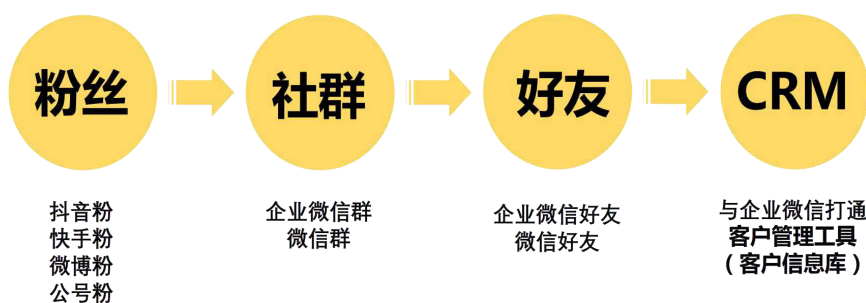 粉丝
社群
好友
CRM
抖音粉
快手粉
微博粉
公号粉
企业微信群
微信群
企业微信好友
微信好友
与企业微信打通
客户管理工具
（客户信息库）